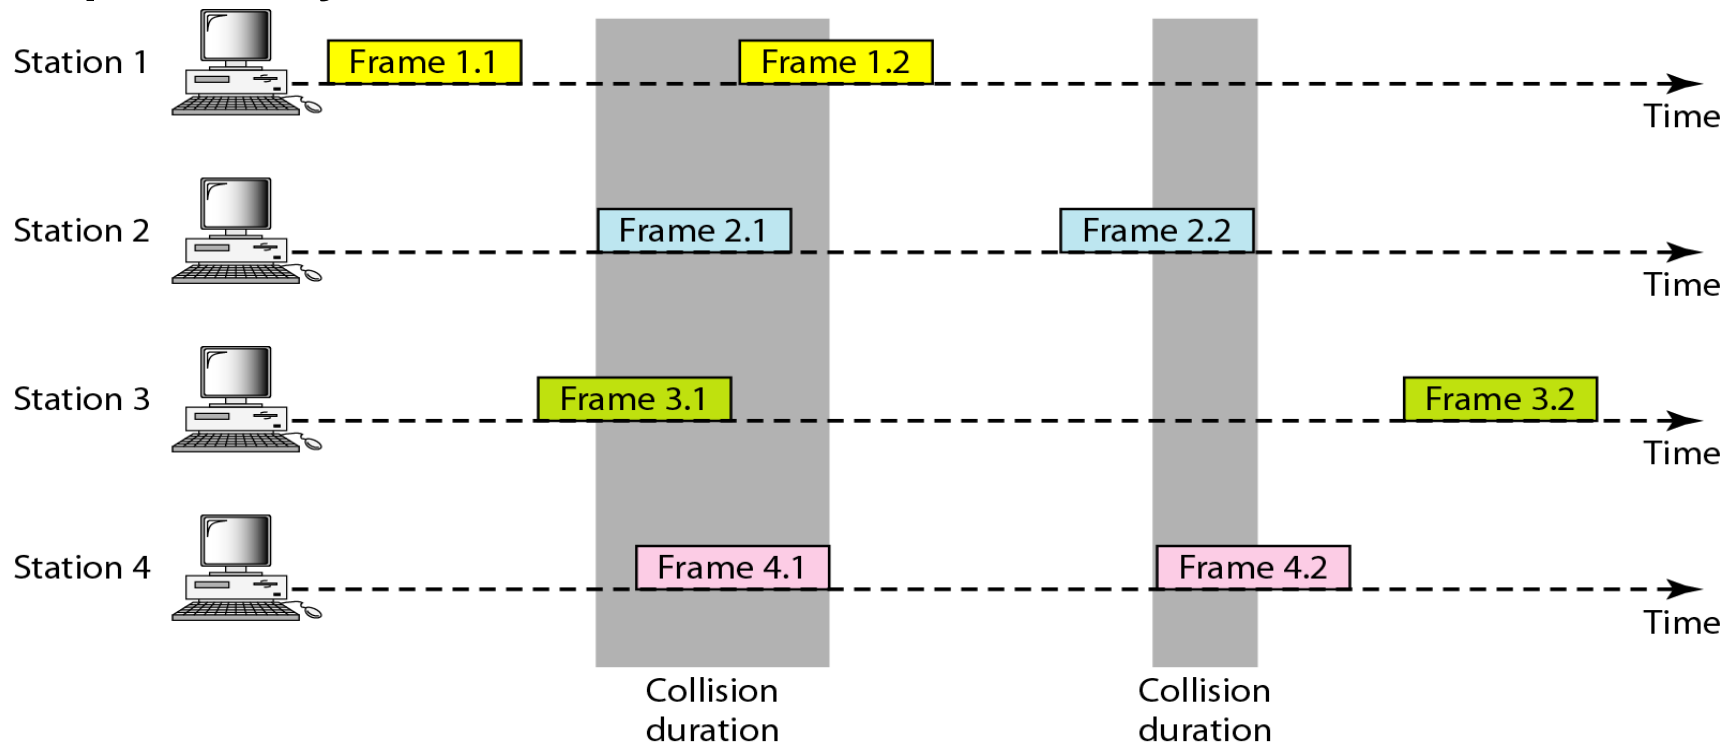 Station 1
Frame 1.1
Frame 1.2
Time
Station 2
Frame 2.1
Frame 2.2
Time
Station 3
Frame 3.1
Frame 3.2
Time
Station 4
Frame 4.1
Frame 4.2
Time
Collision
duration
Collision
duration